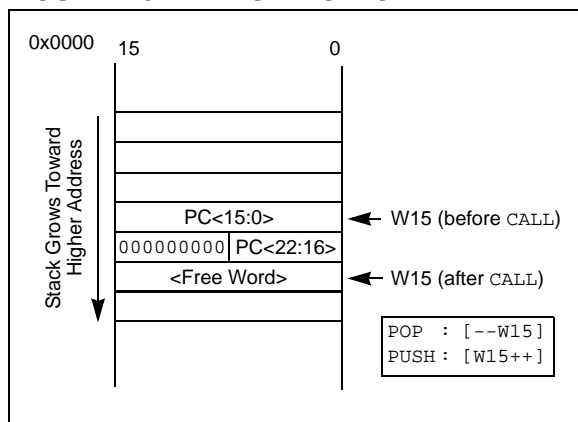 0x0000
15
0
Stack Grows Toward
Higher Address
PC<15:0>
W15 (before CALL)
000000000
PC<22:16>
<Free Word>
W15 (after CALL)
POP : [--W15]
PUSH : [W15++]